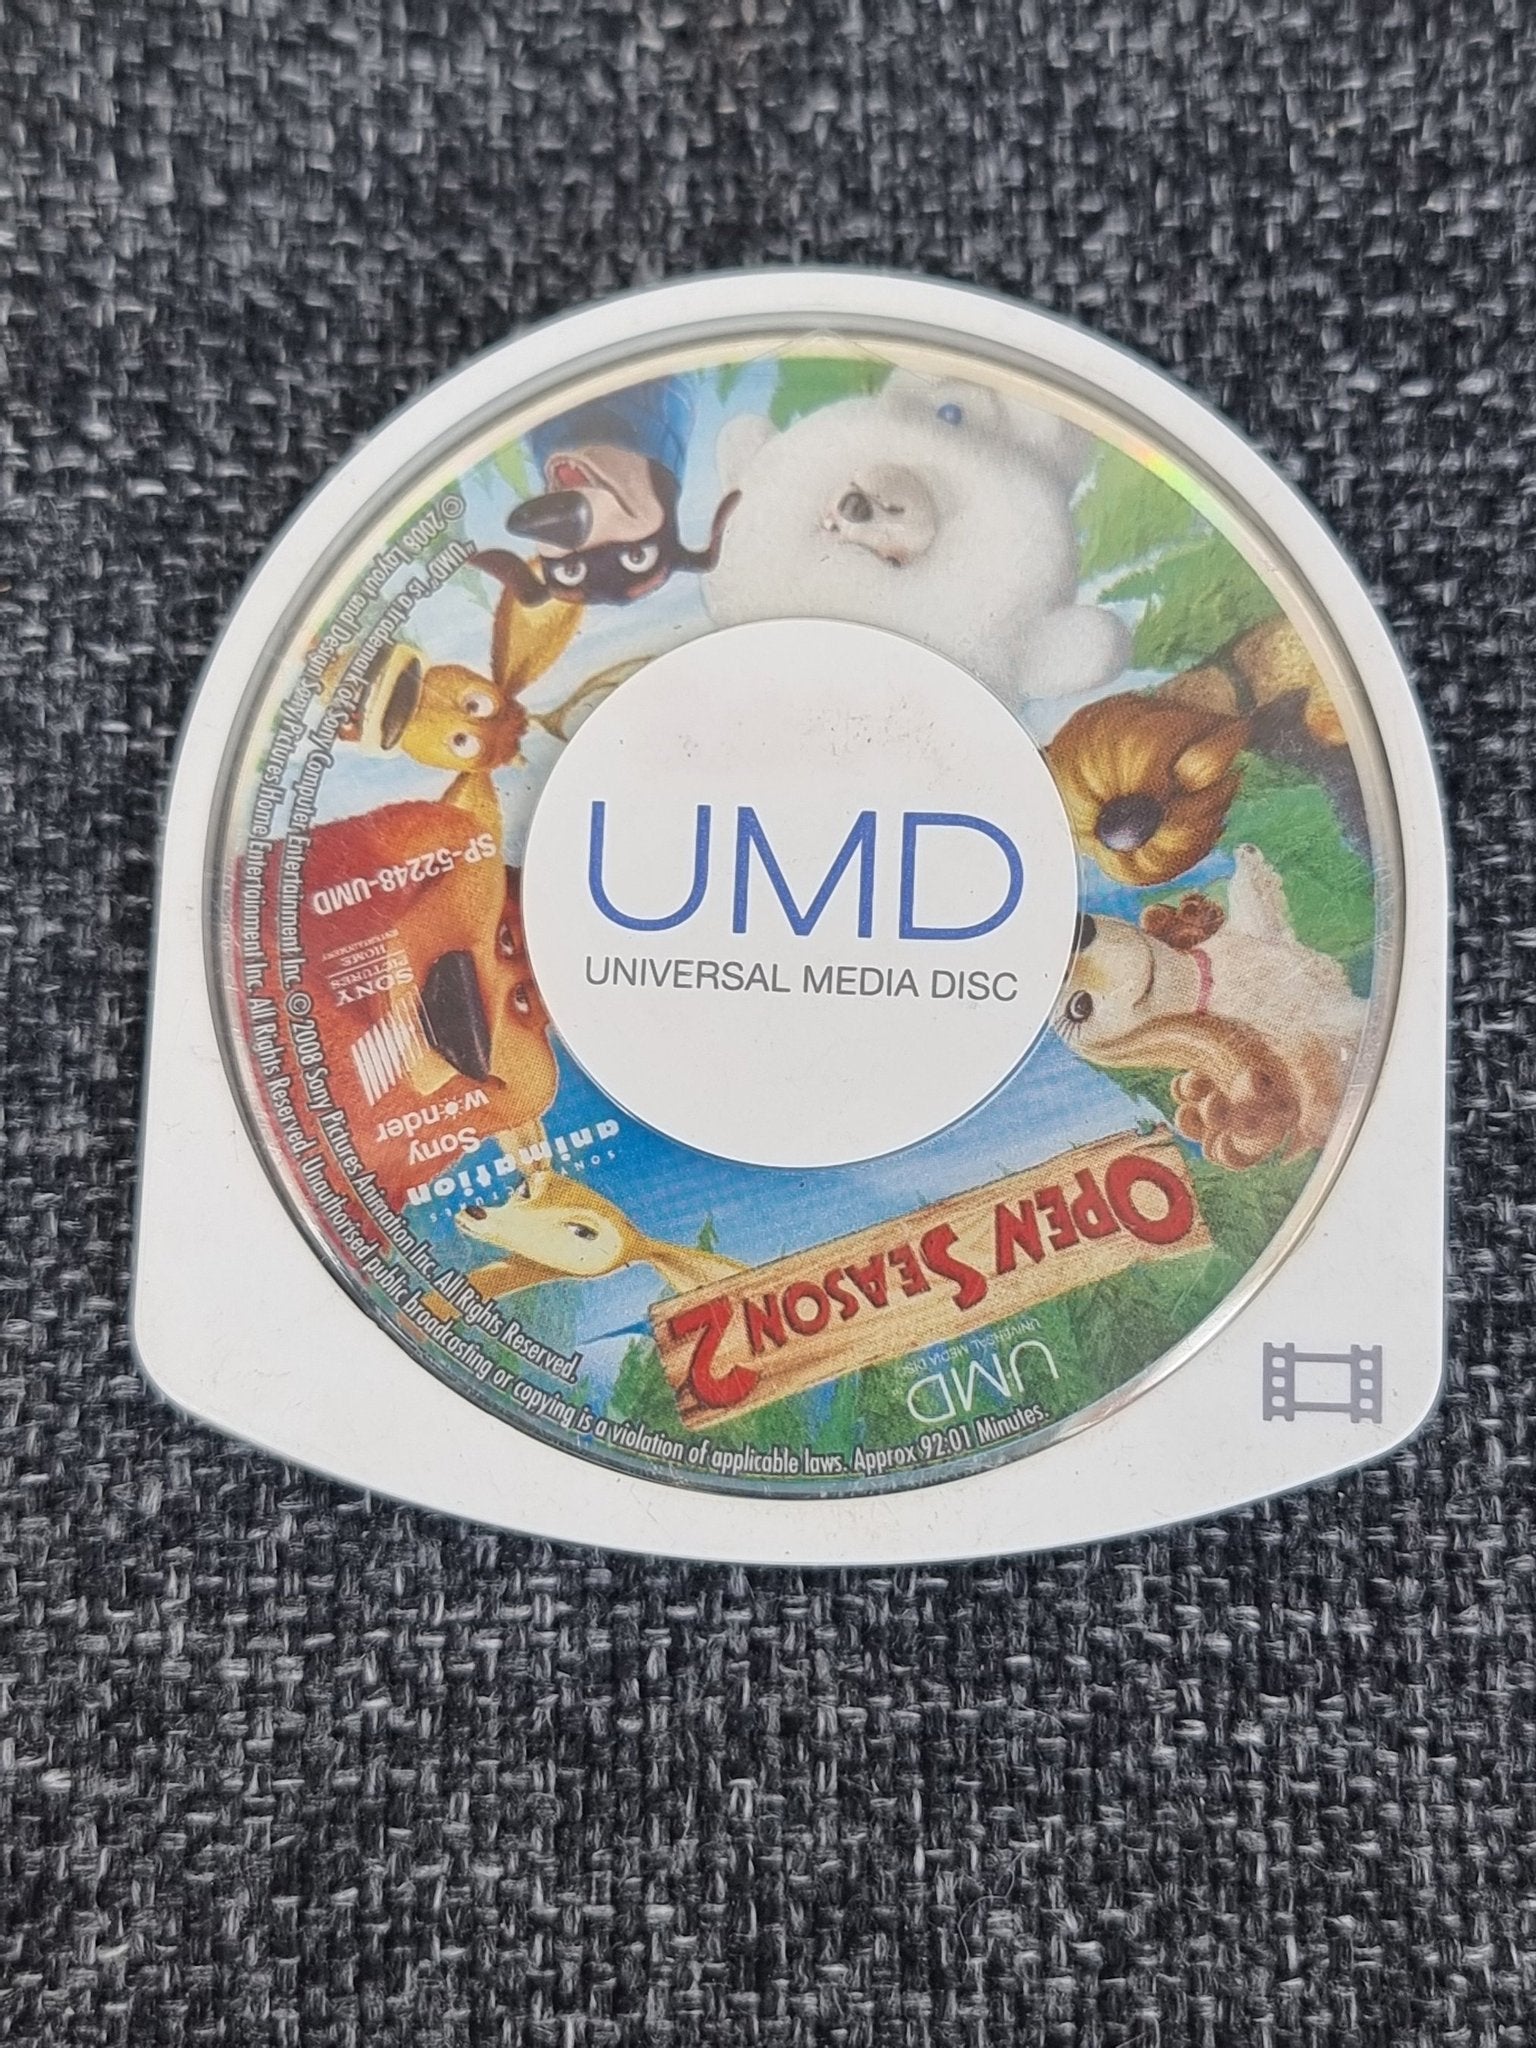 UMD
UNIVERSAL MEDIA DISC
OPEN SEASON 2
UMD
UNIVERSAL MEDIA DISC
SP-52248-UMD
SONY
PICTURES
HOME
ENTERTAINMENT
Sony
wonder
SONY
PICTURES
animation
© 2008 Layout and Design Sony Pictures Home Entertainment Inc. All Rights Reserved. Unauthorised public broadcasting or copying is a violation of applicable laws. Approx 92:01 Minutes.
"UMD" is a trademark of Sony Computer Entertainment Inc. © 2008 Sony Pictures Animation Inc. All Rights Reserved.